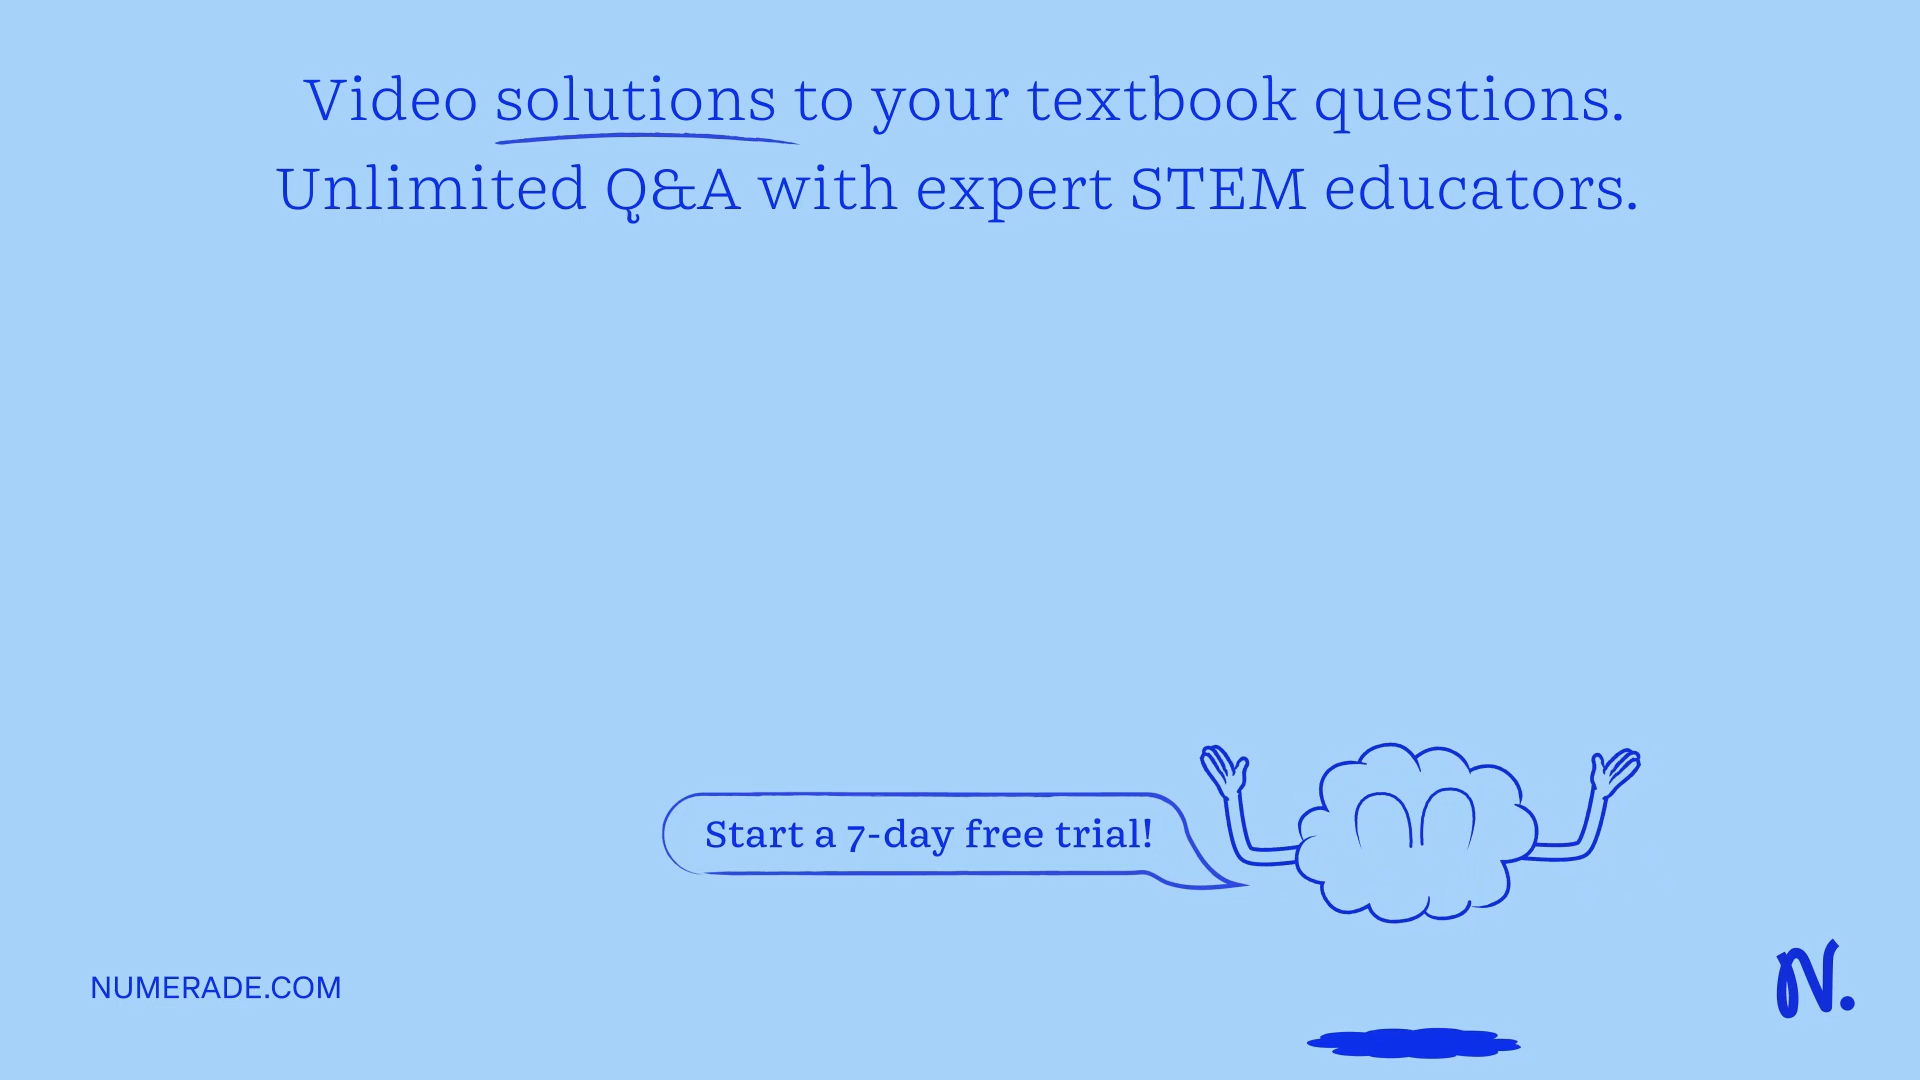 Video solutions to your textbook questions.
Unlimited Q&A with expert STEM educators.
Start a 7-day free trial!
NUMERADE.COM
N.